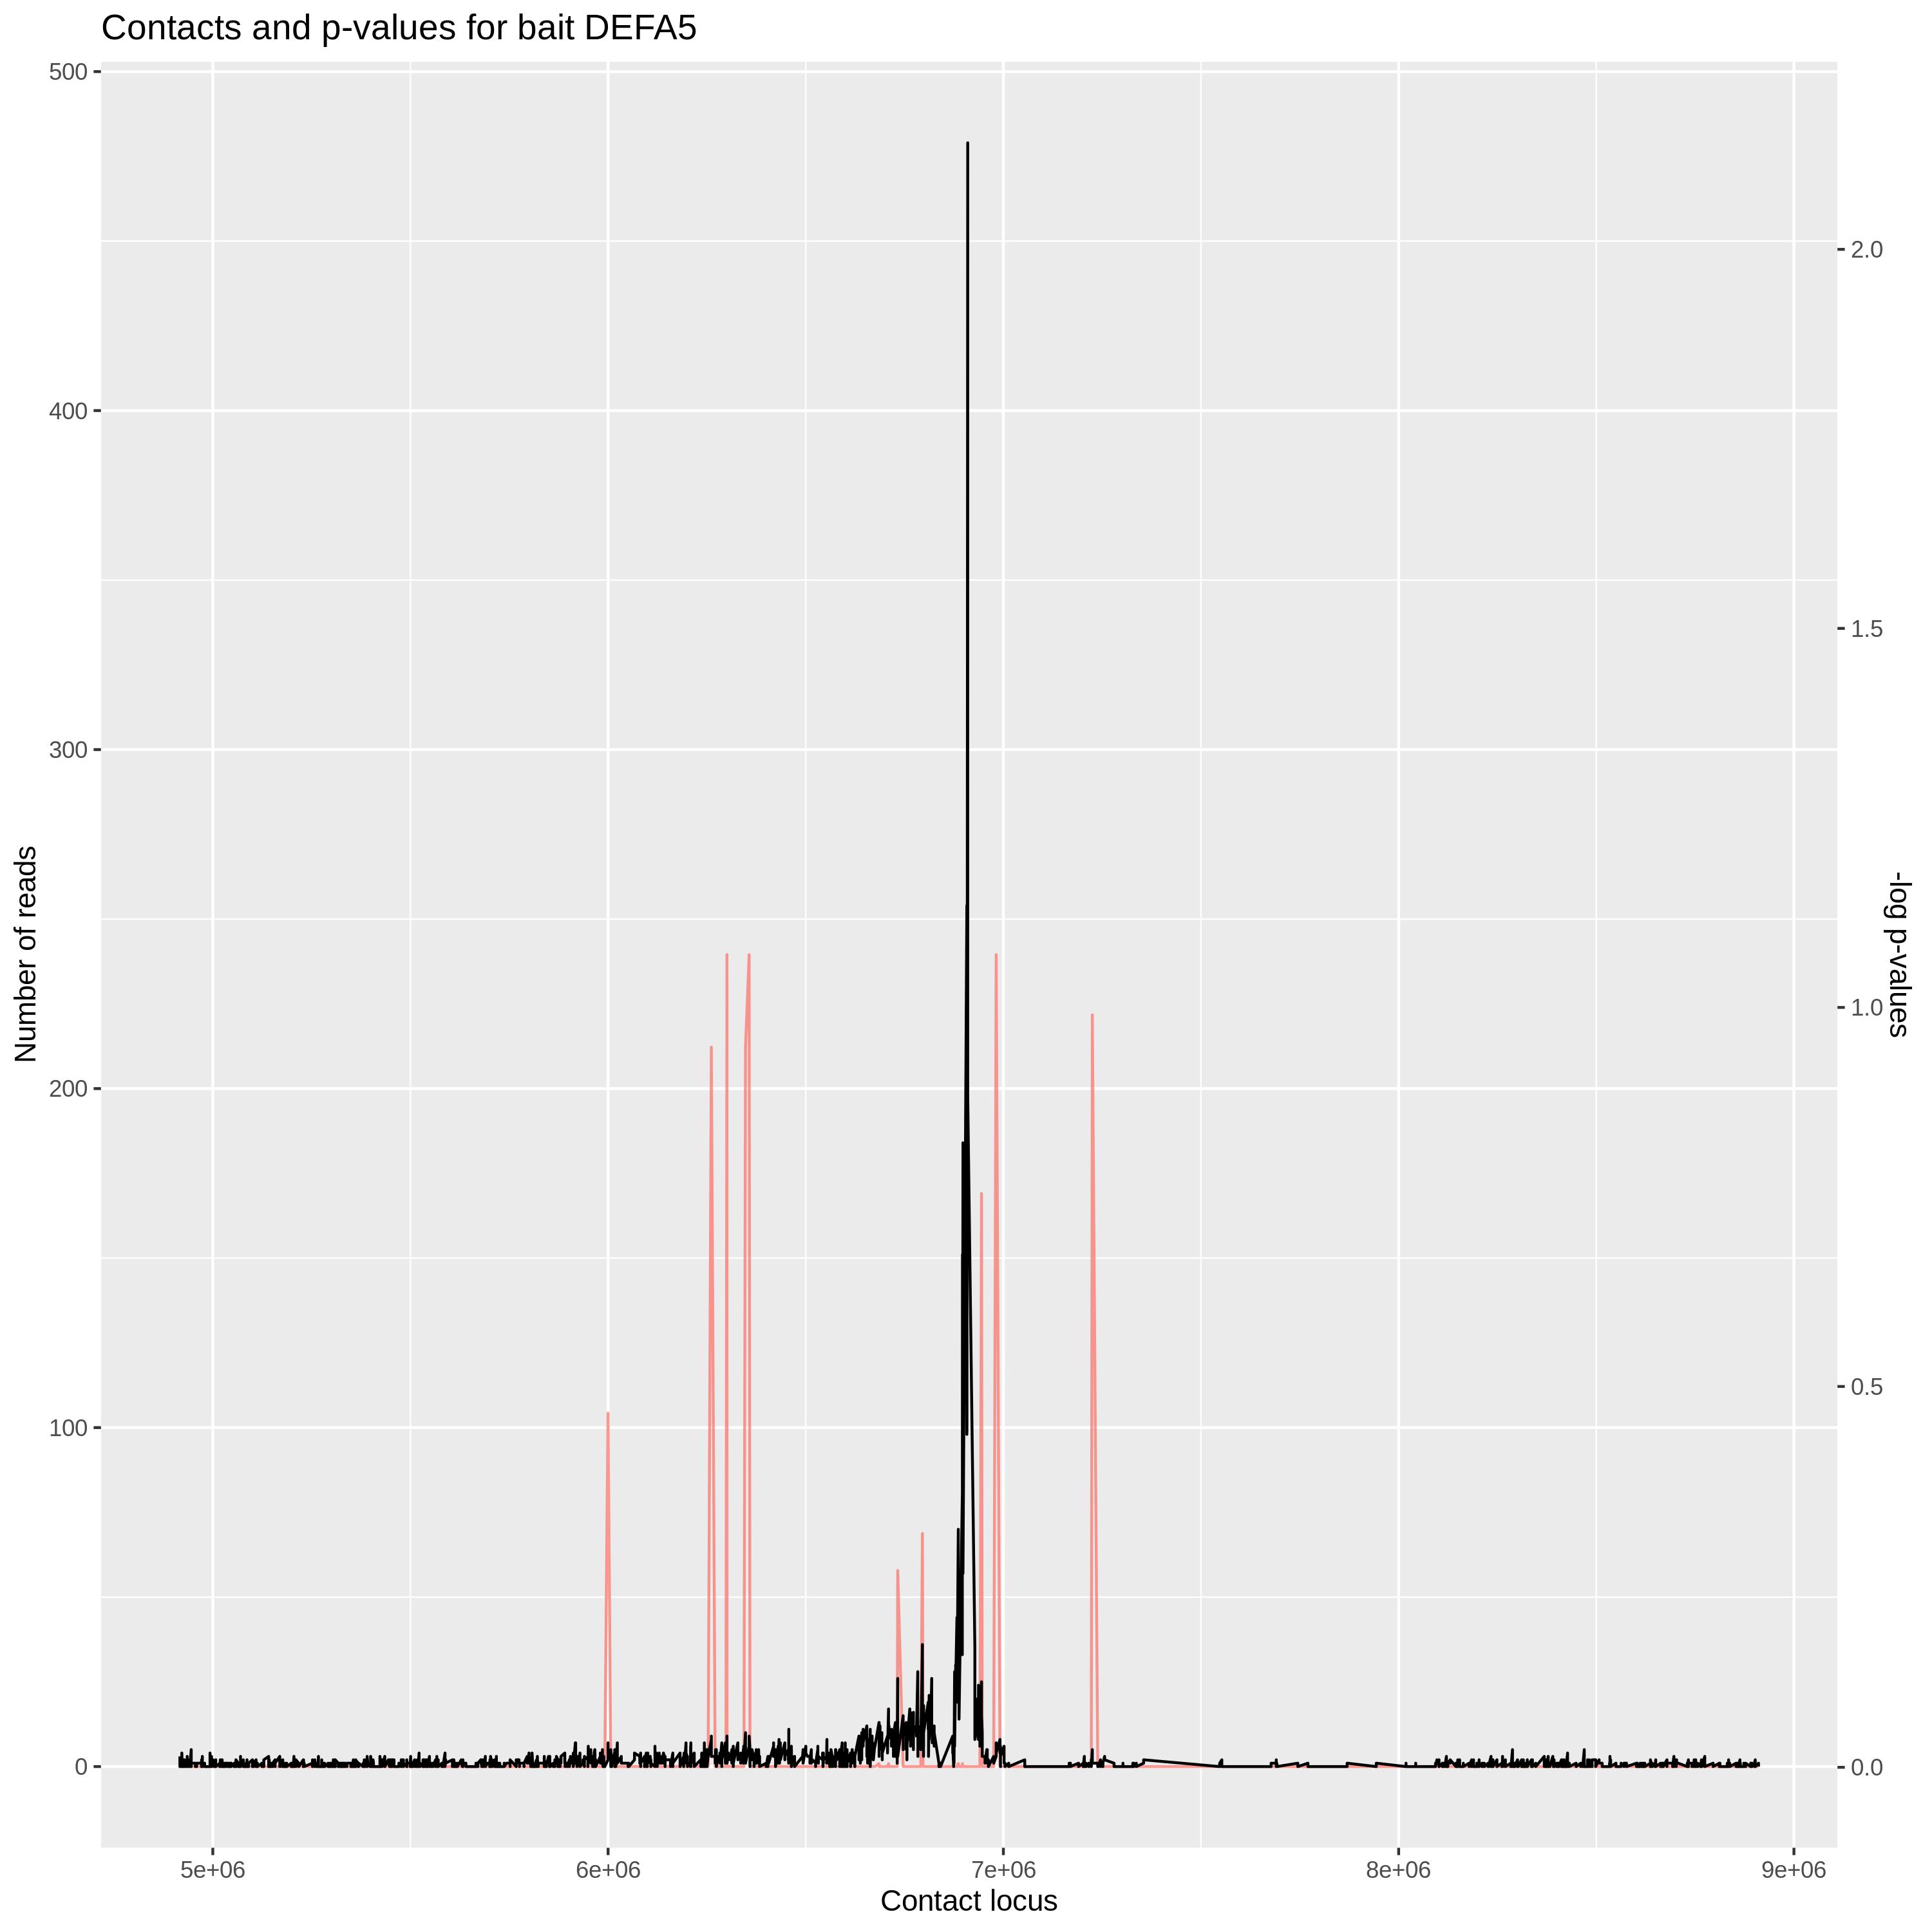 Contacts and p-values for bait DEFA5
500
400
300
200
100
0
Number of reads
2.0
1.5
1.0
0.5
0.0
-log p-values
5e+06
6e+06
7e+06
8e+06
9e+06
Contact locus